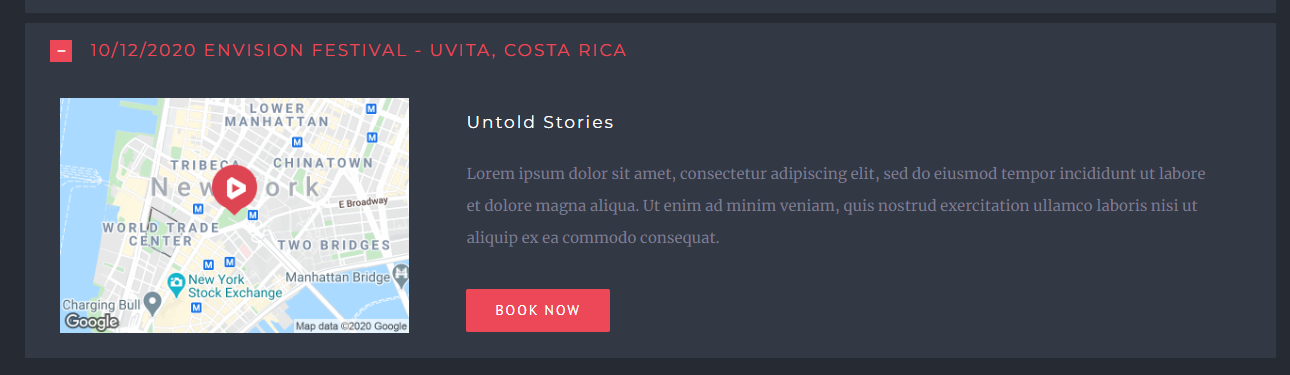 10/12/2020 ENVISION FESTIVAL - UVITA, COSTA RICA
LOWER
MANHATTAN
M
M
M
TRIBECA
CHINATOWN
New York
E Broadway
M
M
WORLD TRADE
CENTER
TWO BRIDGES
M
M
New York
Stock Exchange
Manhattan Bridge
Charging Bull
M
Google
Map data ©2020 Google
Untold Stories
Lorem ipsum dolor sit amet, consectetur adipiscing elit, sed do eiusmod tempor incididunt ut labore
et dolore magna aliqua. Ut enim ad minim veniam, quis nostrud exercitation ullamco laboris nisi ut
aliquip ex ea commodo consequat.
BOOK NOW